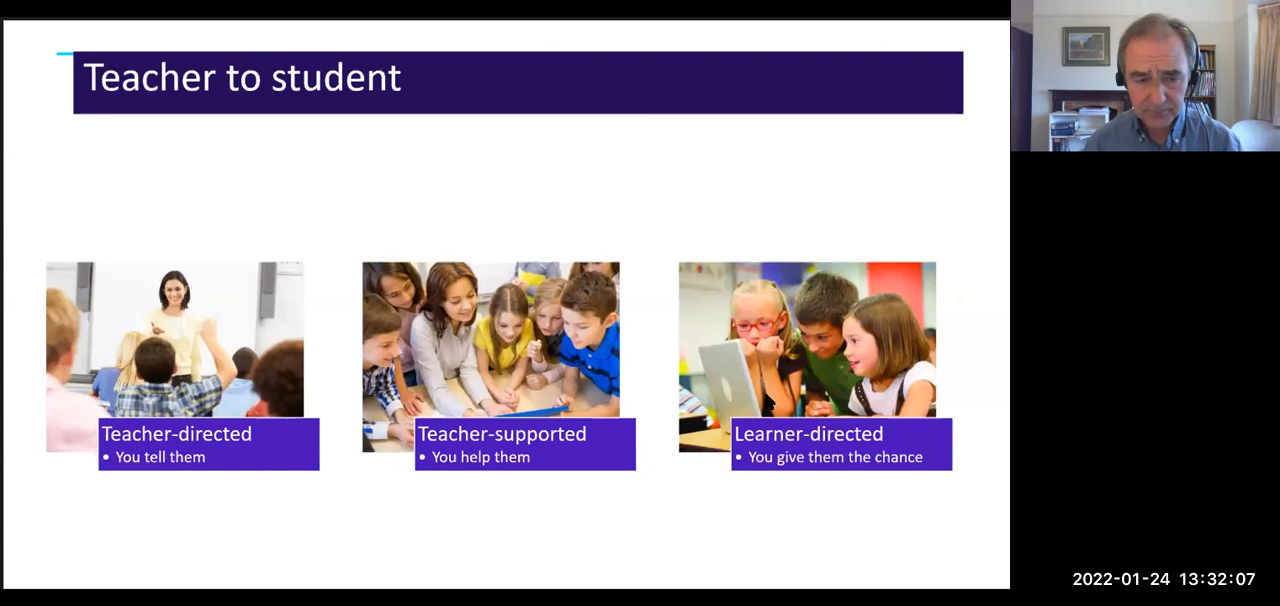 Teacher to student
Teacher-directed
• You tell them
Teacher-supported
• You help them
Learner-directed
• You give them the chance
2022-01-24 13:32:07